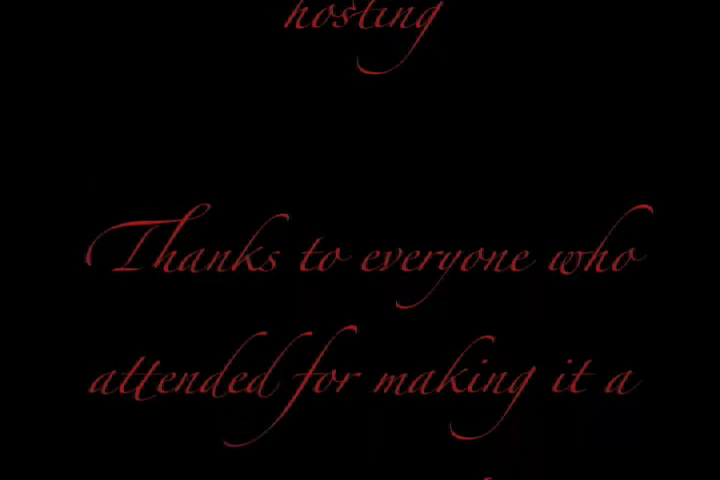 hosting
Thanks to everyone who
attended for making it a